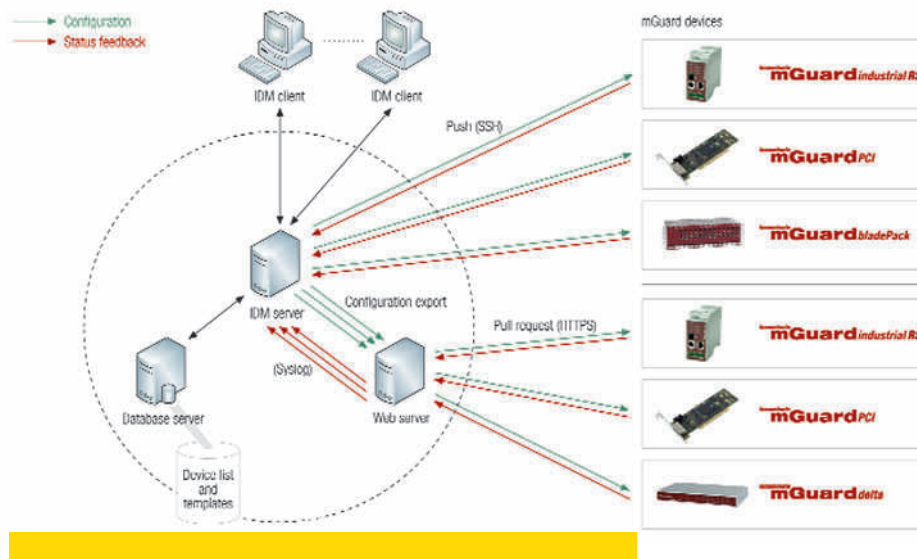 Configuration
Status feedback
IDM client
IDM client
mGuard devices
mGuard industrial RS
Push (SSH)
mGuard PCI
mGuard bladePack
IDM server
Configuration export
Pull request (HTTPS)
mGuard industrial RS
(Syslog)
Database server
Web server
mGuard PCI
Device list
and
templates
mGuard delta